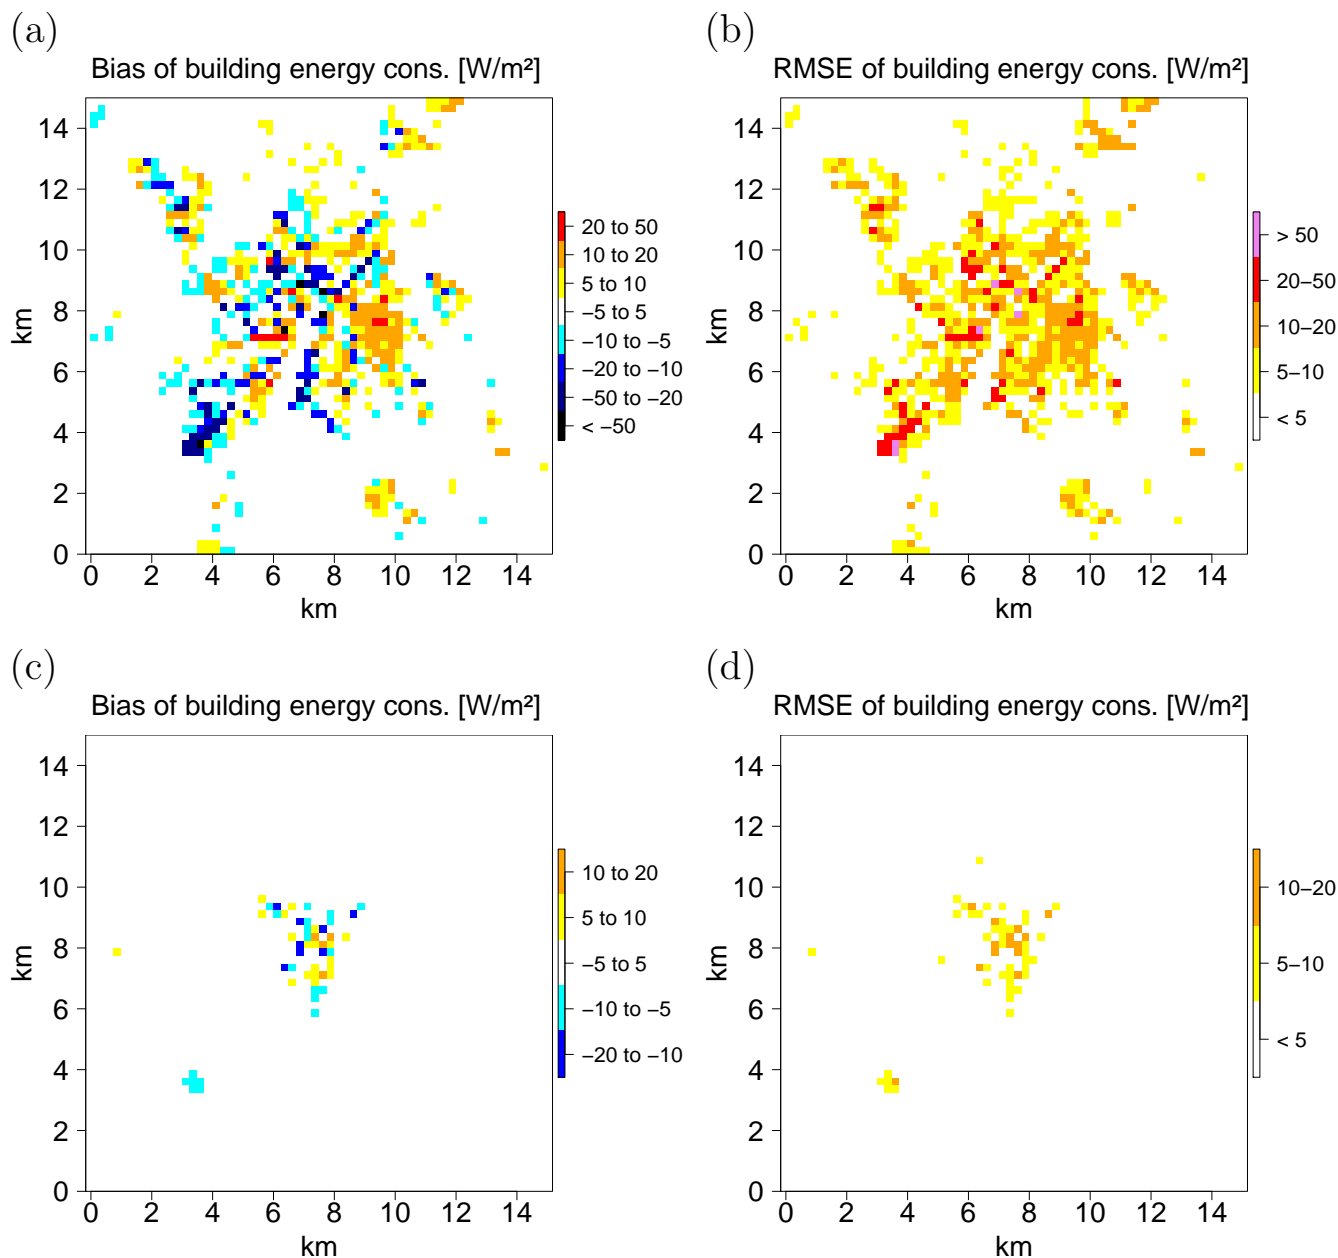 (a)
Bias of building energy cons. [W/m²]
14
12
10
8
6
4
2
0
km
0 2 4 6 8 10 12 14
km
20 to 50
10 to 20
5 to 10
−5 to 5
−10 to −5
−20 to −10
−50 to −20
< −50
(b)
RMSE of building energy cons. [W/m²]
14
12
10
8
6
4
2
0
km
0 2 4 6 8 10 12 14
km
> 50
20−50
10−20
5−10
< 5
(c)
Bias of building energy cons. [W/m²]
14
12
10
8
6
4
2
0
km
0 2 4 6 8 10 12 14
km
10 to 20
5 to 10
−5 to 5
−10 to −5
−20 to −10
(d)
RMSE of building energy cons. [W/m²]
14
12
10
8
6
4
2
0
km
0 2 4 6 8 10 12 14
km
10−20
5−10
< 5